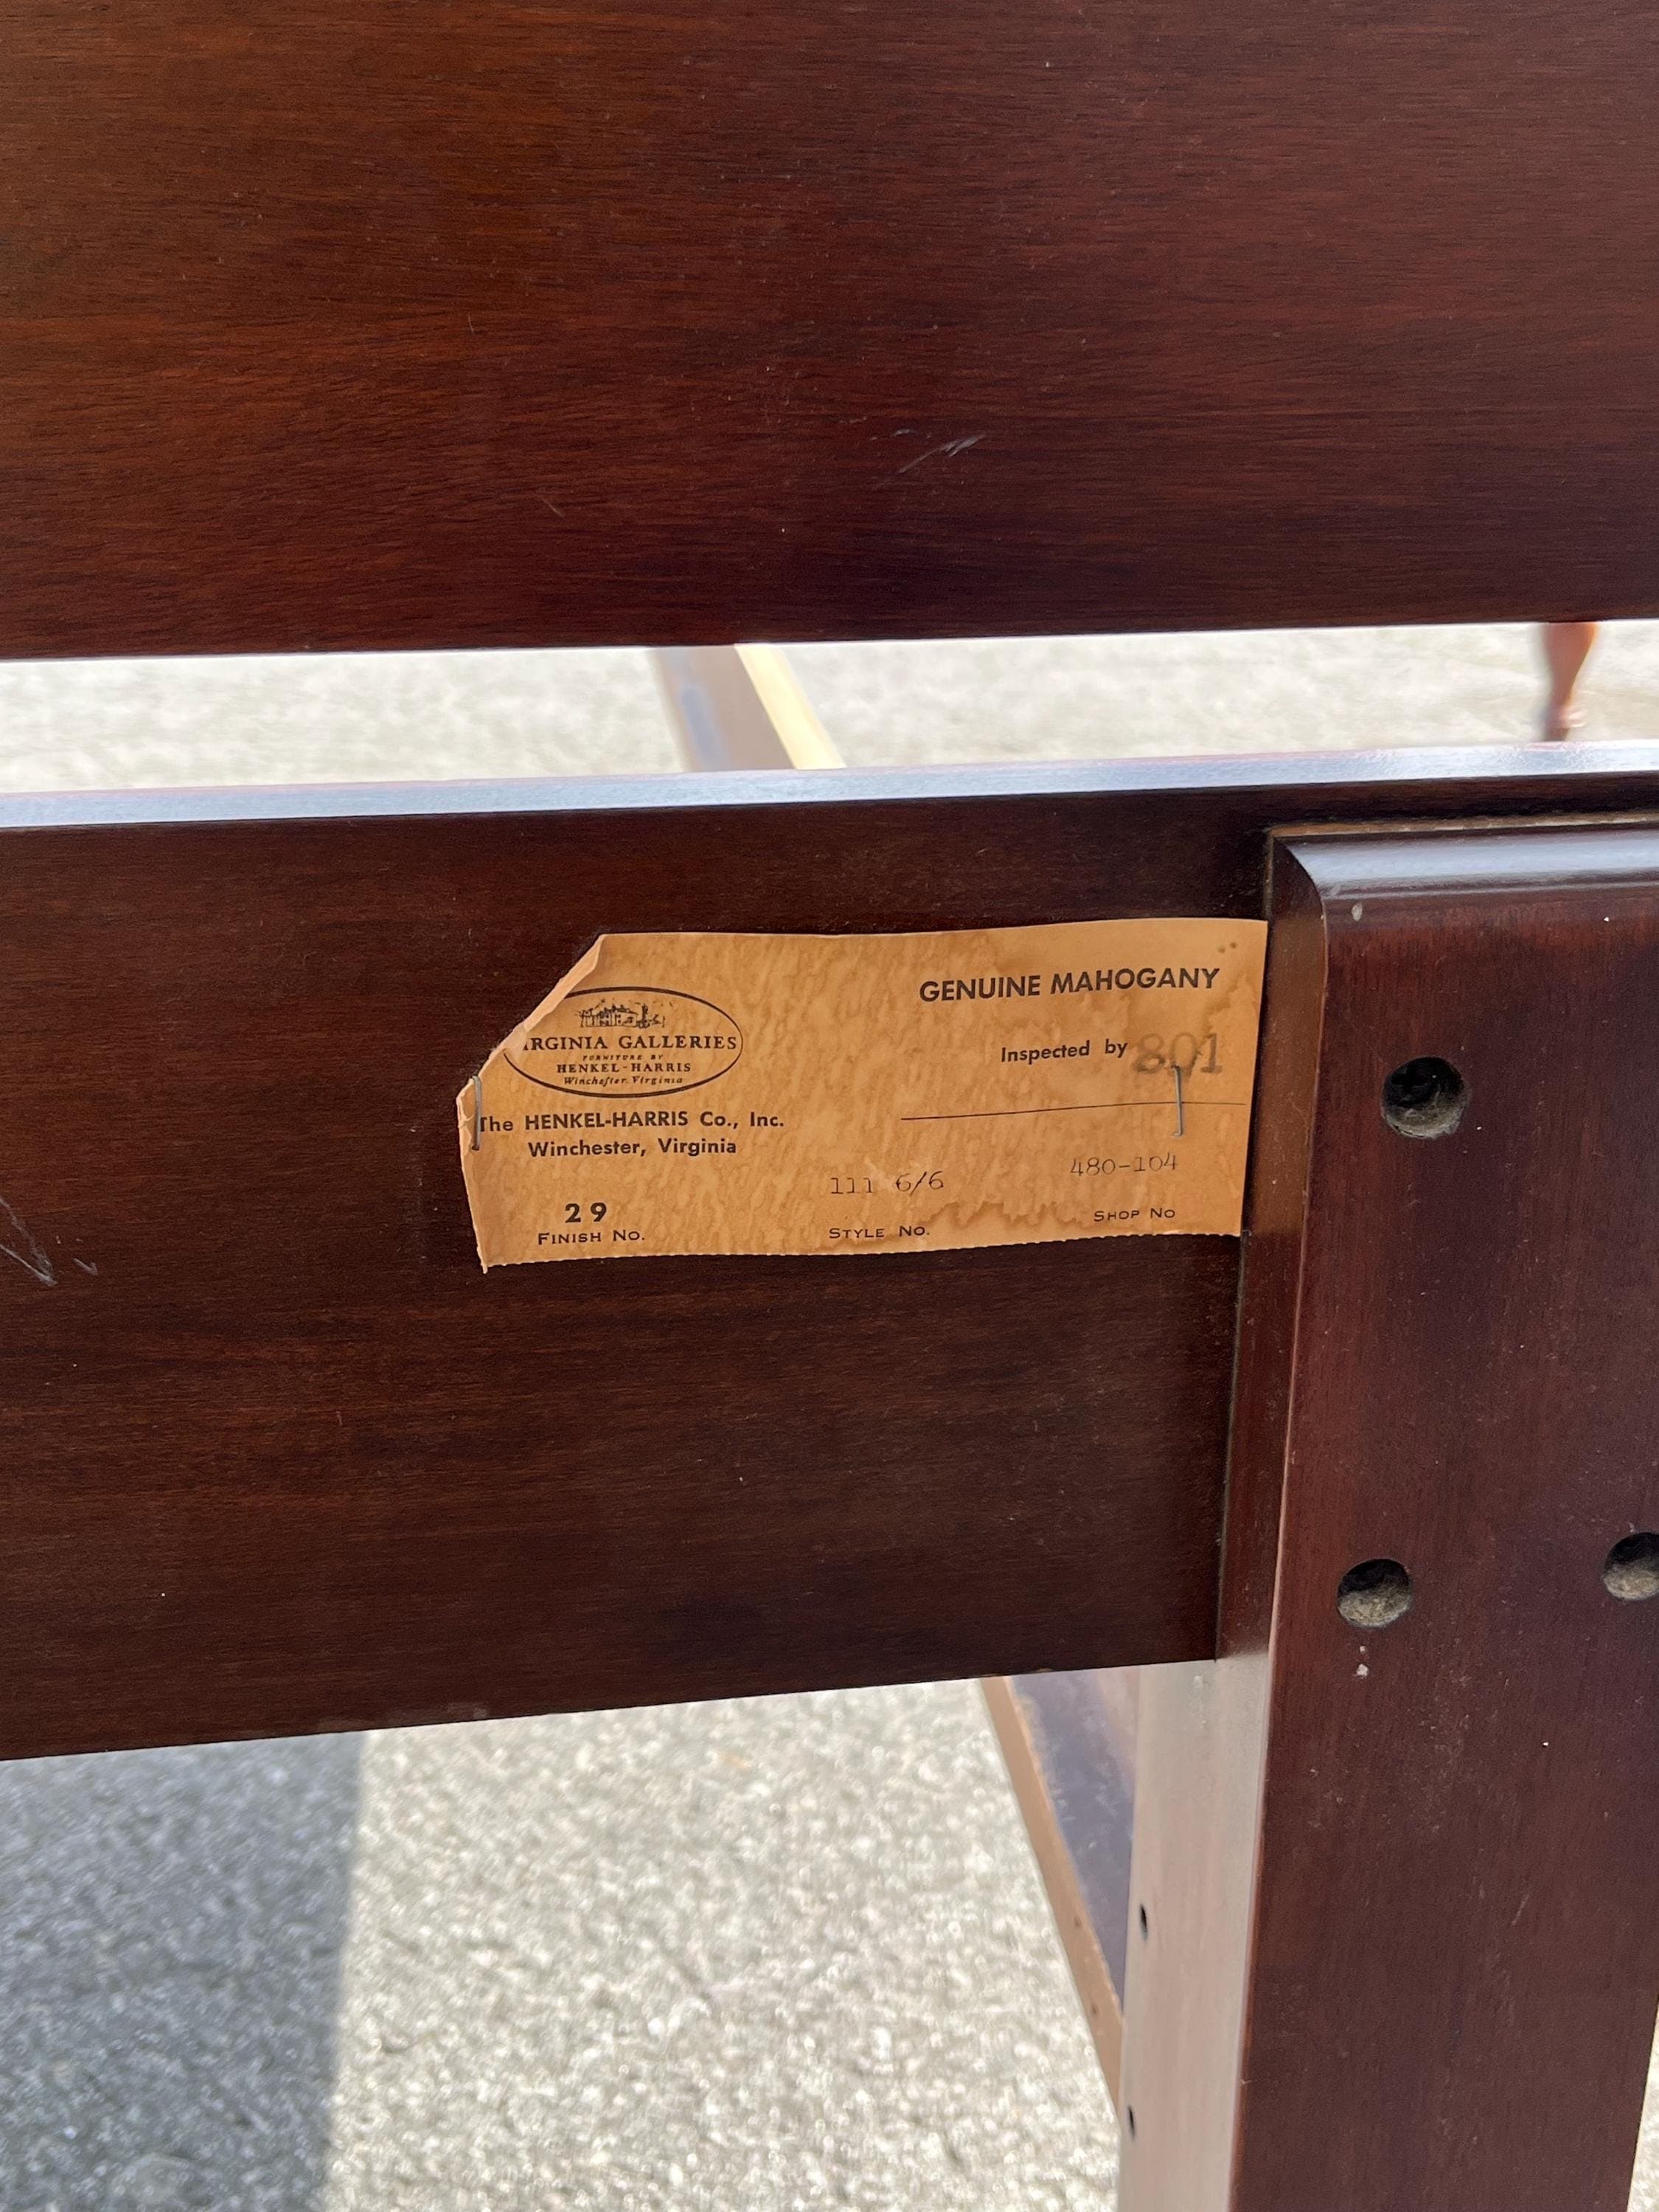 GENUINE MAHOGANY
RGINIA GALLERIES
FURNITURE BY
HENKEL-HARRIS
Winchester, Virginia
Inspected by 801
The HENKEL-HARRIS Co., Inc.
Winchester, Virginia
29 111 6/6 480-104
FINISH NO. STYLE NO. SHOP NO